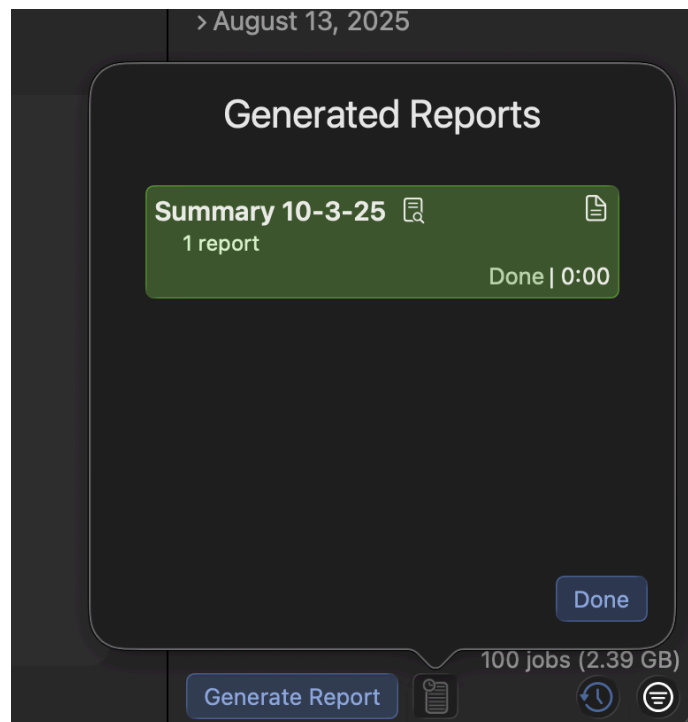 > August 13, 2025
Generated Reports
Summary 10-3-25
1 report
Done | 0:00
Done
100 jobs (2.39 GB)
Generate Report